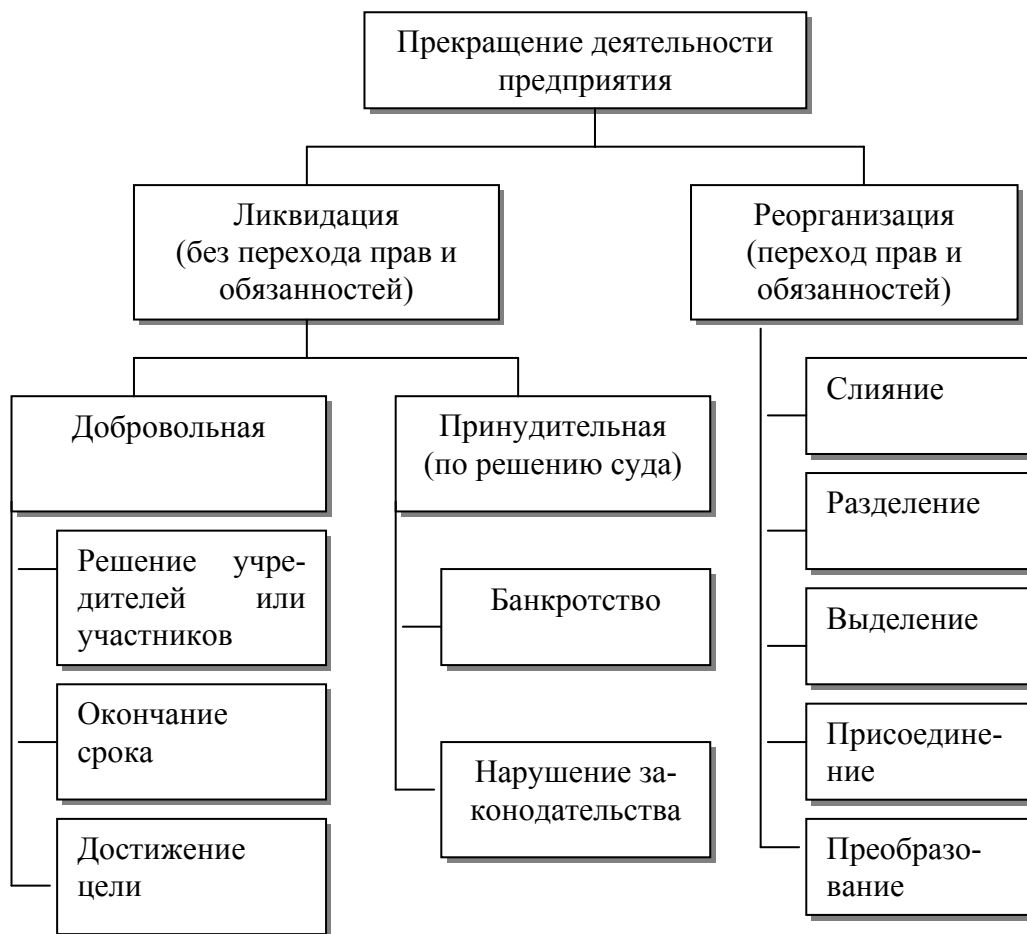 Прекращение деятельности
предприятия
Ликвидация
(без перехода прав и
обязанностей)
Реорганизация
(переход прав и
обязанностей)
Добровольная
Решение учре-
дителей или
участников
Окончание
срока
Достижение
цели
Принудительная
(по решению суда)
Банкротство
Нарушение за-
конодательства
Слияние
Разделение
Выделение
Присоедине-
ние
Преобразо-
вание